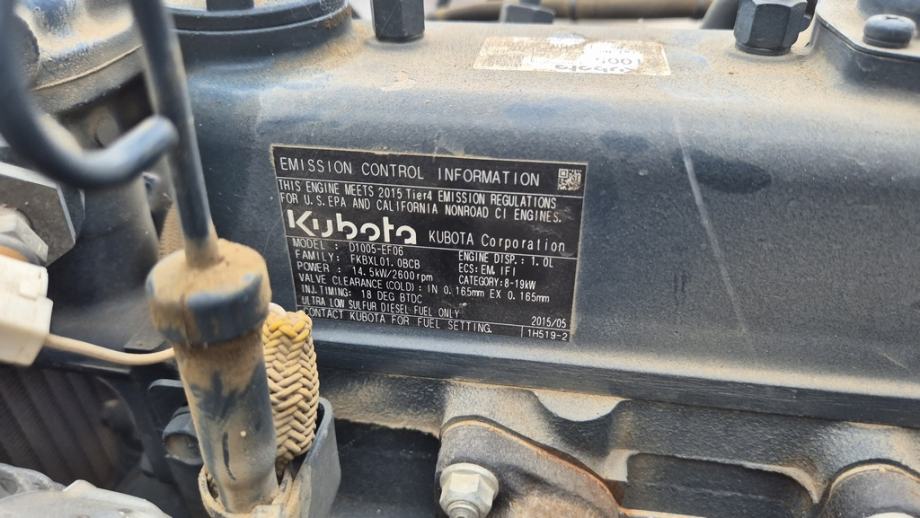 Kubota
EMISSION CONTROL INFORMATION
THIS ENGINE MEETS 2015 Tier4 EMISSION REGULATIONS
FOR U.S. EPA AND CALIFORNIA NONROAD CI ENGINES.
Kubota KUBOTA Corporation
MODEL : D1005-EF06 ENGINE DISP.: 1.0L
FAMILY: FKBXL01.0BCB ECS: EM, IFI
POWER : 14.5kW/2600rpm CATEGORY: 8-19kW
VALVE CLEARANCE (COLD) : IN 0.165mm EX 0.165mm
INJ.TIMING: 18 DEG BTDC
ULTRA LOW SULFUR DIESEL FUEL ONLY 2015/05
CONTACT KUBOTA FOR FUEL SETTING. 1H519-2